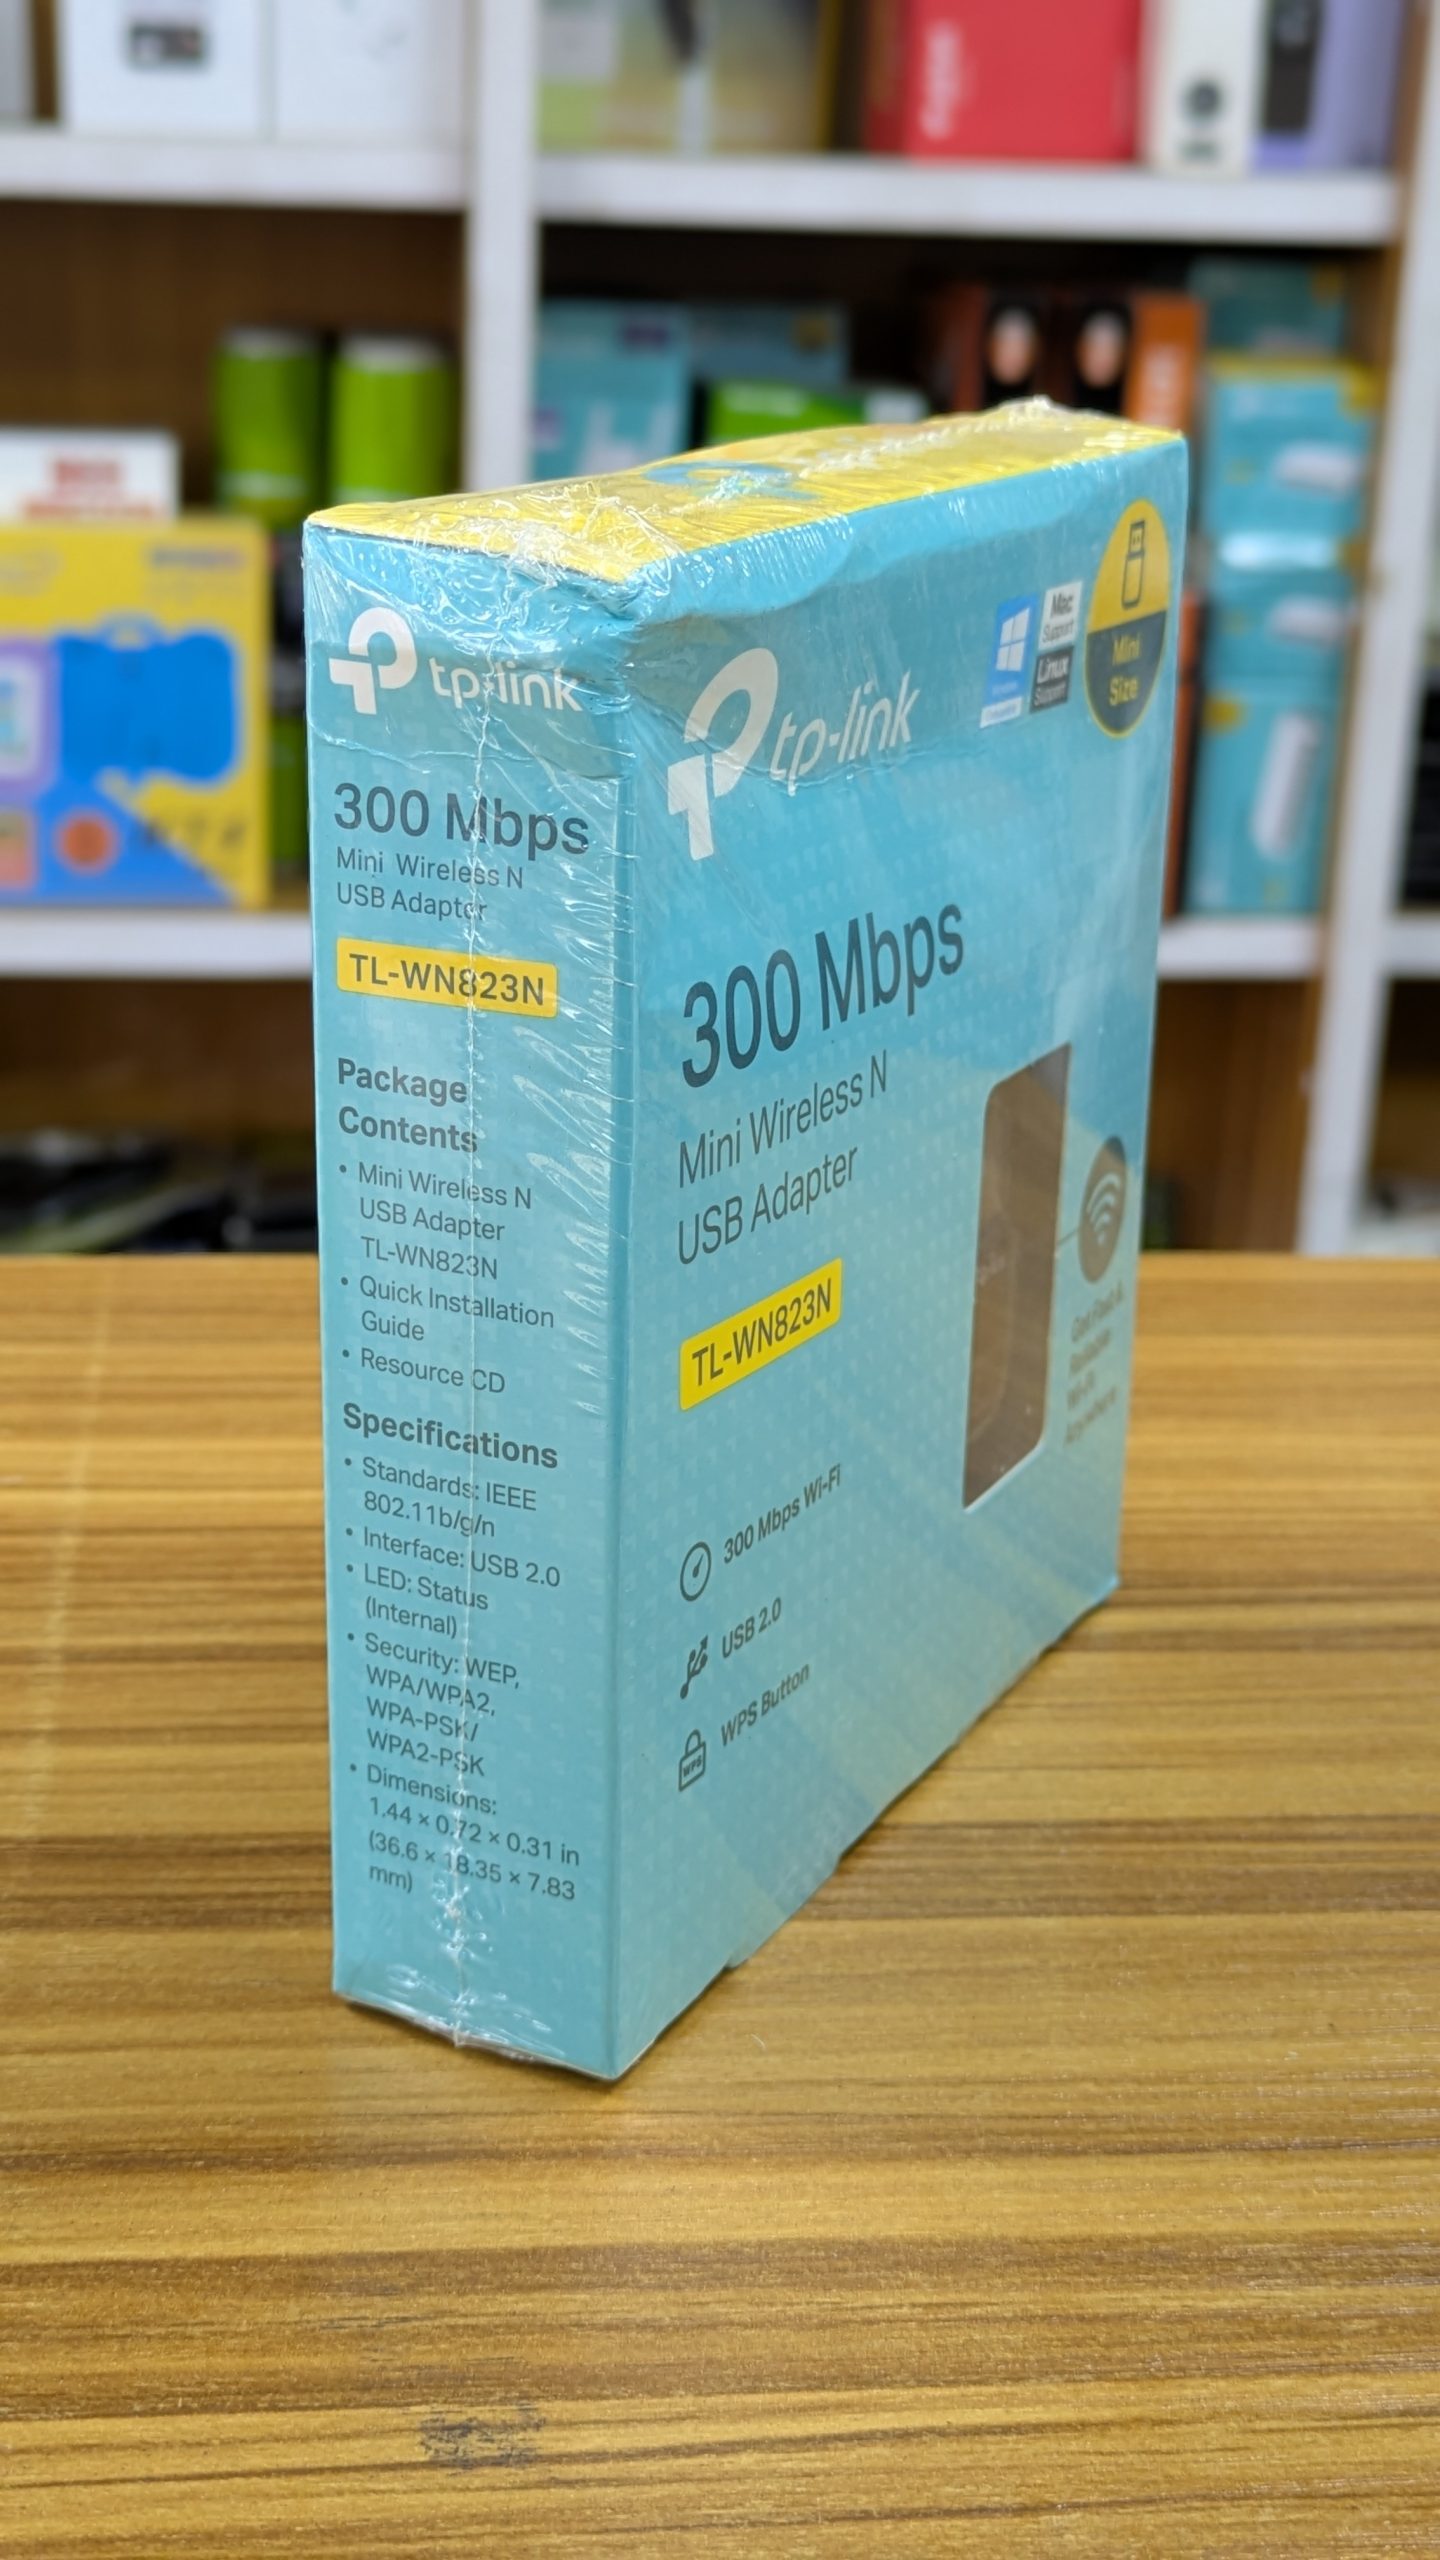 tp-link
300 Mbps
Mini Wireless N
USB Adapter
TL-WN823N
Package
Contents
• Mini Wireless N
USB Adapter
TL-WN823N
• Quick Installation
Guide
• Resource CD
Specifications
• Standards: IEEE
802.11b/g/n
• Interface: USB 2.0
• LED: Status
(Internal)
• Security: WEP,
WPA/WPA2,
WPA-PSK/
WPA2-PSK
• Dimensions:
1.44 × 0.72 × 0.31 in
(36.6 × 18.35 × 7.83
mm)
tp-link
Mac
Support
Linux
Support
Mini
Size
300 Mbps
Mini Wireless N
USB Adapter
TL-WN823N
300 Mbps Wi-Fi
USB 2.0
WPS
WPS Button